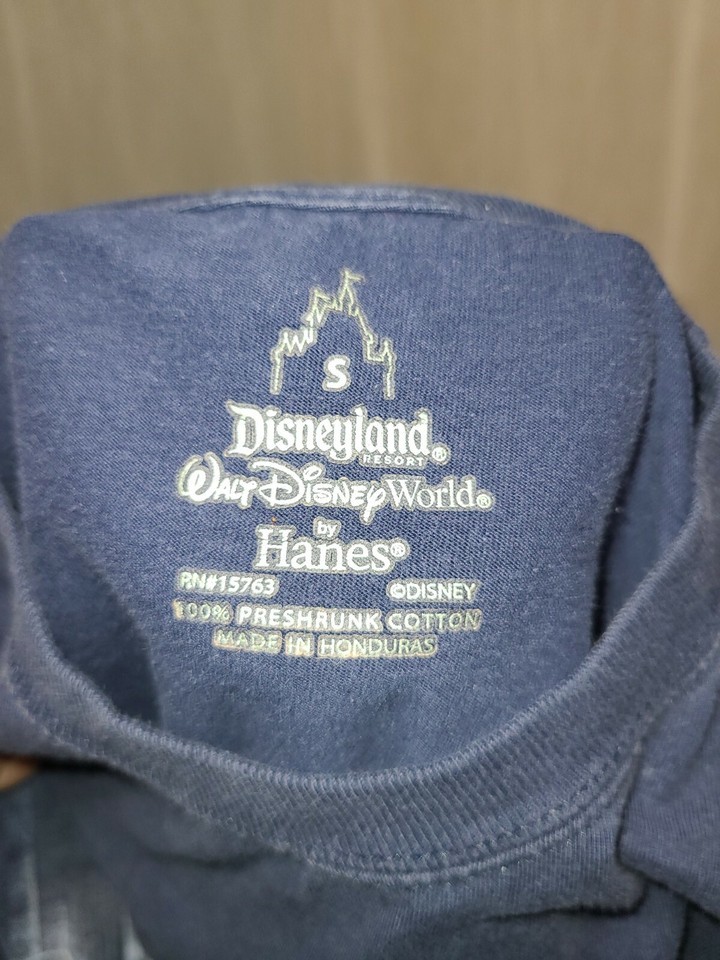 S
Disneyland®
RESORT
WALT DISNEY World®
by
Hanes®
RN#15763 ©DISNEY
100% PRESHRUNK COTTON
MADE IN HONDURAS